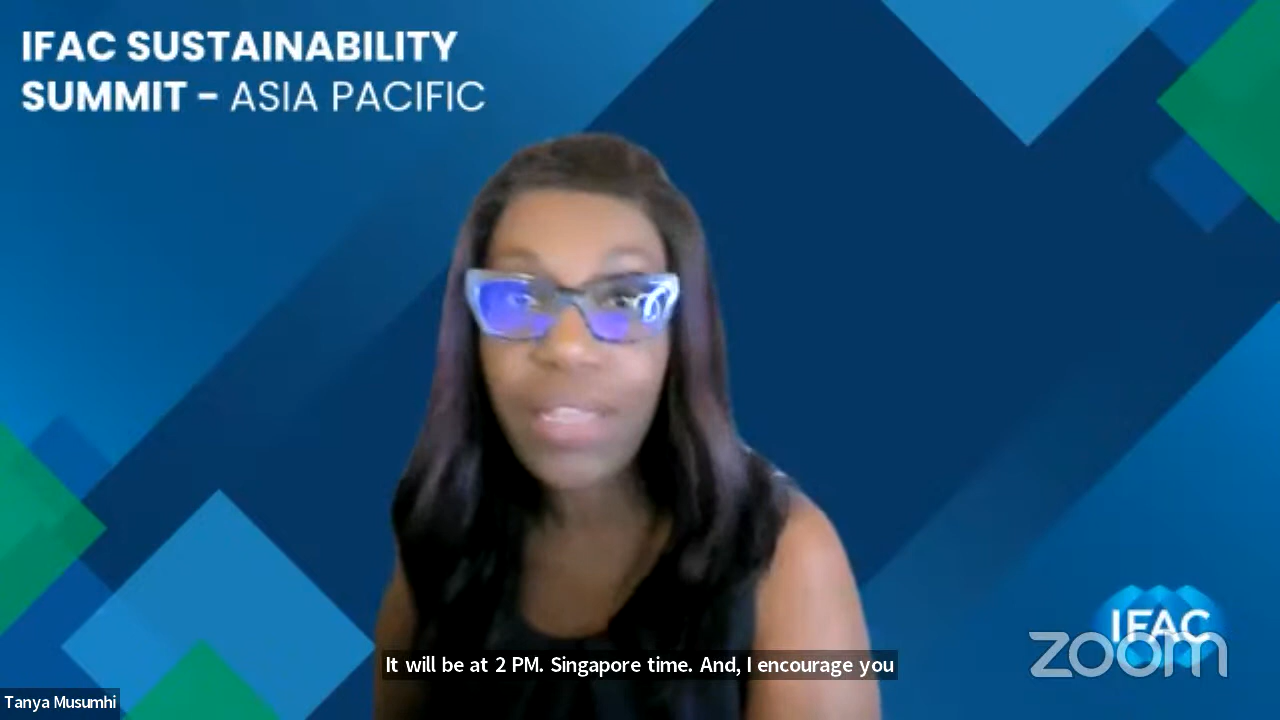 IFAC SUSTAINABILITY
SUMMIT - ASIA PACIFIC
IFAC
zoom
It will be at 2 PM. Singapore time. And, I encourage you
Tanya Musumhi